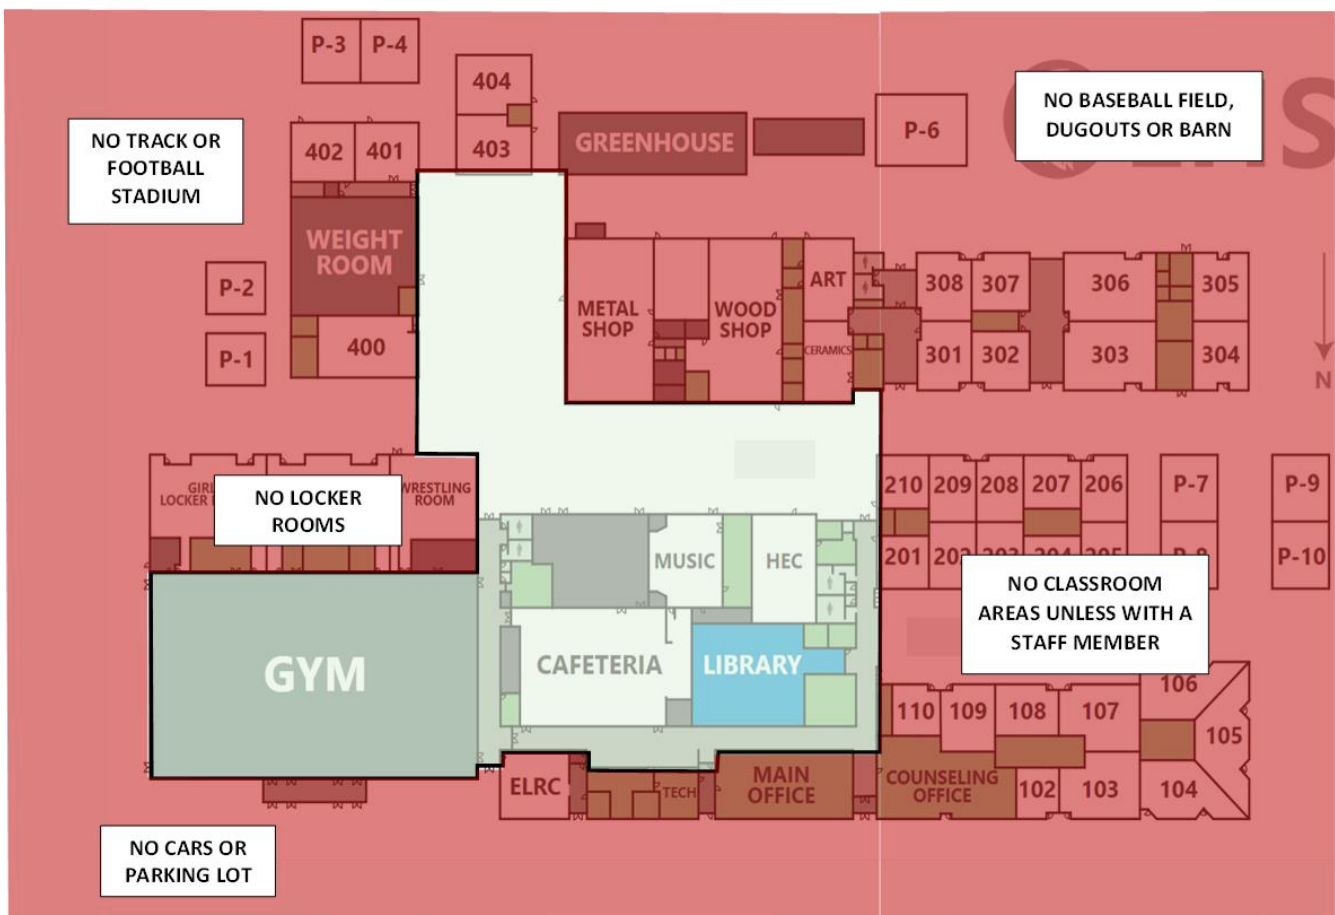 P-3 P-4
404
NO BASEBALL FIELD,
DUGOUTS OR BARN
P-6
NO TRACK OR
FOOTBALL
STADIUM
402 401
403
GREENHOUSE
WEIGHT
ROOM
ART
308 307 306 305
P-2
METAL
SHOP
WOOD
SHOP
P-1
400
CERAMICS
301 302 303 304
N
NO LOCKER
ROOMS
WRESTLING
ROOM
210 209 208 207 206
P-7 P-9
MUSIC
HEC
201
P-10
NO CLASSROOM
AREAS UNLESS WITH A
STAFF MEMBER
GYM
CAFETERIA
LIBRARY
106
110 109 108 107
105
ELRC
TECH
MAIN
OFFICE
COUNSELING
OFFICE
102 103 104
NO CARS OR
PARKING LOT